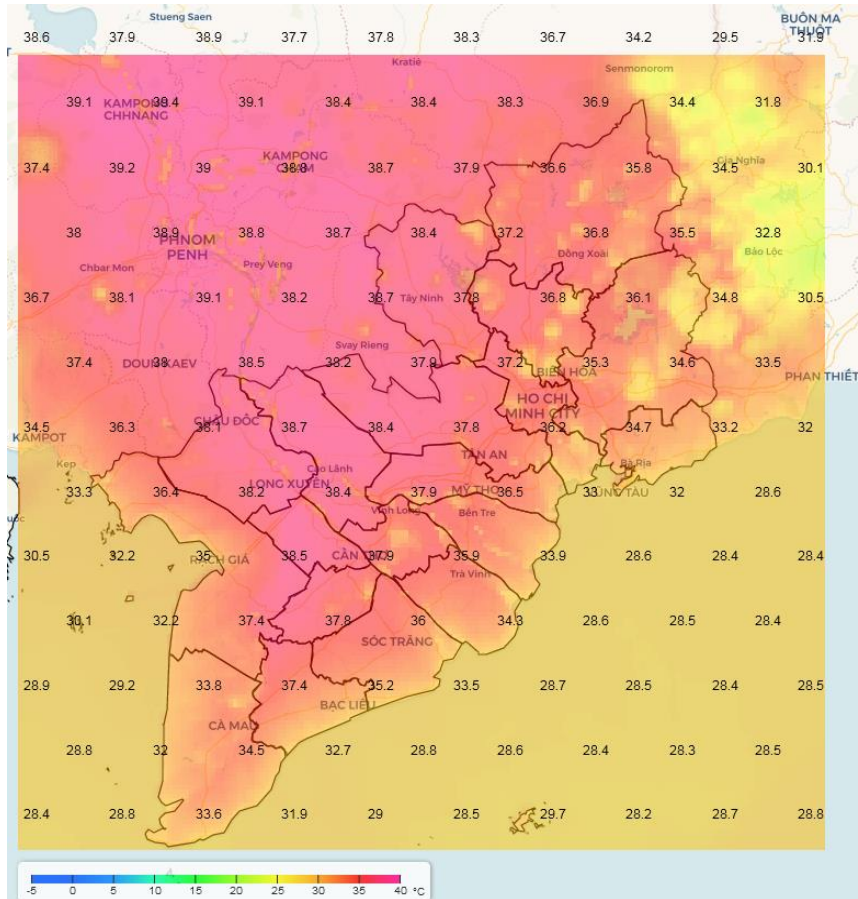 Stueng Saen
BUÔN MA
THUỘT
38.6 37.9 38.9 37.7 37.8 38.3 36.7 34.2 29.5 31.9
Kratié
Senmonorom
39.1 39.4 39.1 38.4 38.4 38.3 36.9 34.4 31.8
KAMPONG
CHHNANG
KAMPONG
CHAM
Gia Nghĩa
37.4 39.2 39 38.8 38.7 37.9 36.6 35.8 34.5 30.1
38 38.9 38.8 38.7 38.4 37.2 36.8 35.5 32.8
PHNOM
PENH
Đồng Xoài
Bảo Lộc
Chbar Mon
Prey Veng
36.7 38.1 39.1 38.2 38.7 Tây Ninh 37.8 36.8 36.1 34.8 30.5
Svay Rieng
37.4 38 38.5 38.2 37.9 37.2 35.3 34.6 33.5
DOUN KAEV
BIÊN HÒA
PHAN THIẾT
HO CHI
MINH CITY
34.5 36.3 38.1 38.7 38.4 37.8 36.2 34.7 33.2 32
CHÂU ĐỐC
KAMPOT
Kep
Cao Lãnh
TÂN AN
Bà Rịa
33.3 36.4 38.2 38.4 37.9 36.5 33 32 28.6
LONG XUYÊN
MỸ THO
VŨNG TÀU
Vĩnh Long
Bến Tre
30.5 32.2 35 38.5 37.9 35.9 33.9 28.6 28.4 28.4
RẠCH GIÁ
CẦN THƠ
Trà Vinh
30.1 32.2 37.4 37.8 36 34.3 28.6 28.5 28.4
SÓC TRĂNG
28.9 29.2 33.8 37.4 35.2 33.5 28.7 28.5 28.4 28.5
BẠC LIÊU
CÀ MAU
28.8 32 34.5 32.7 28.8 28.6 28.4 28.3 28.5
28.4 28.8 33.6 31.9 29 28.5 29.7 28.2 28.7 28.8
-5 0 5 10 15 20 25 30 35 40 °C